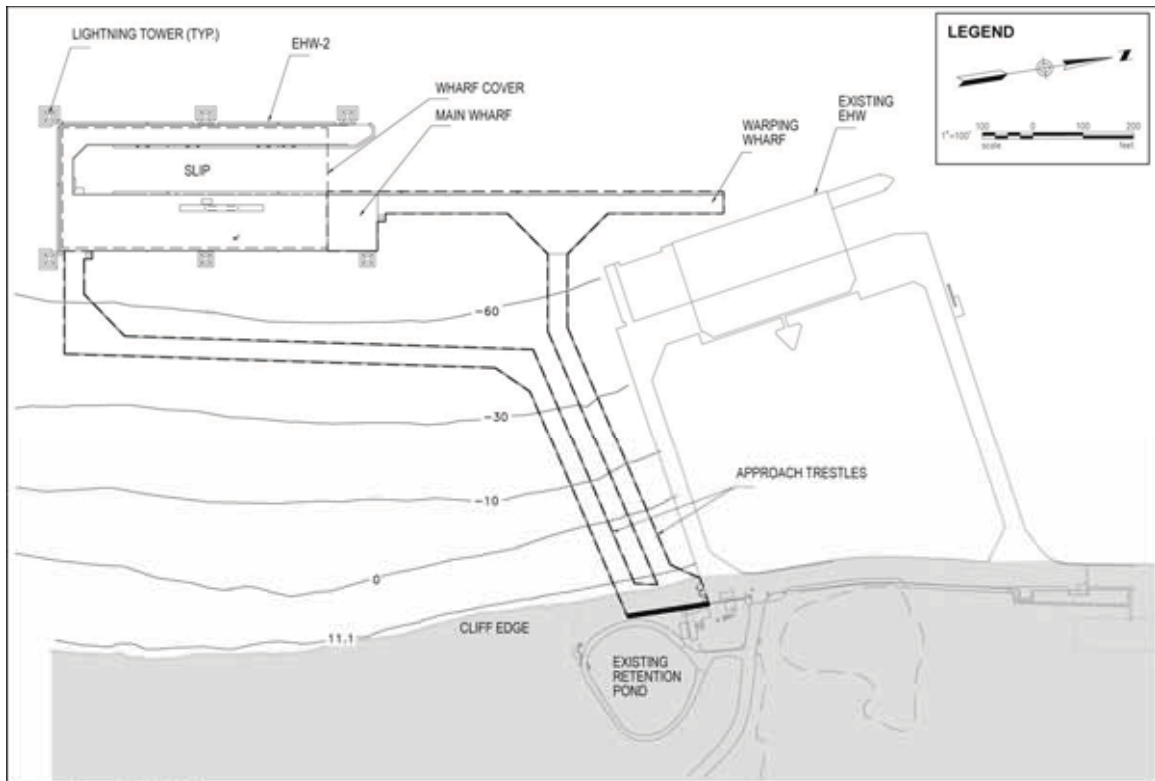 LIGHTNING TOWER (TYP.)
EHW-2
WHARF COVER
MAIN WHARF
EXISTING
EHW
WARPING
WHARF
LEGEND
N
1"=100'
100 0 100 200
scale feet
SLIP
-60
-30
-10
0
11.1
APPROACH TRESTLES
CLIFF EDGE
EXISTING
RETENTION
POND